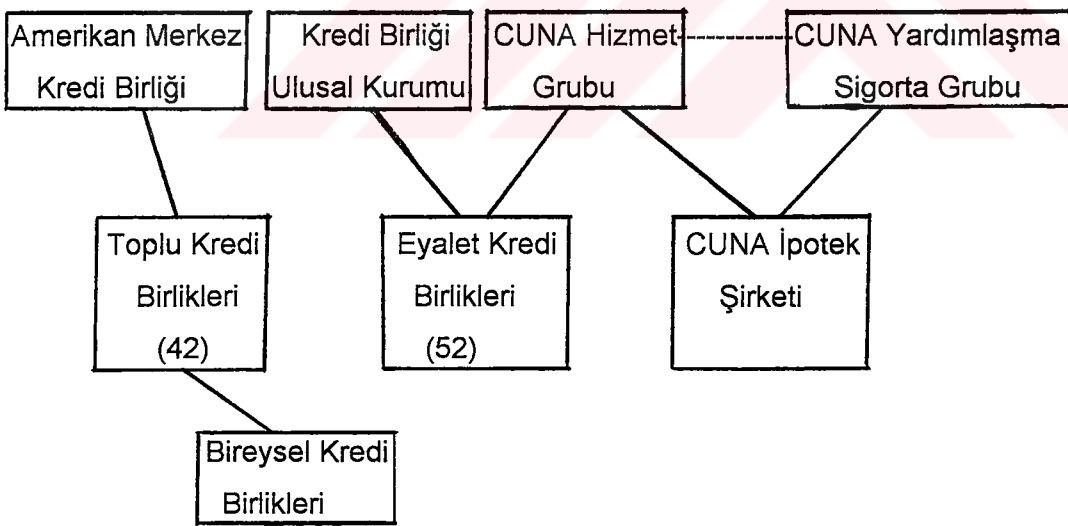 Amerikan Merkez
Kredi Birliği
Kredi Birliği
Ulusal Kurumu
CUNA Hizmet
Grubu
CUNA Yardımlaşma
Sigorta Grubu
Toplu Kredi
Birlikleri
(42)
Eyalet Kredi
Birlikleri
(52)
CUNA İpotek
Şirketi
Bireysel Kredi
Birlikleri